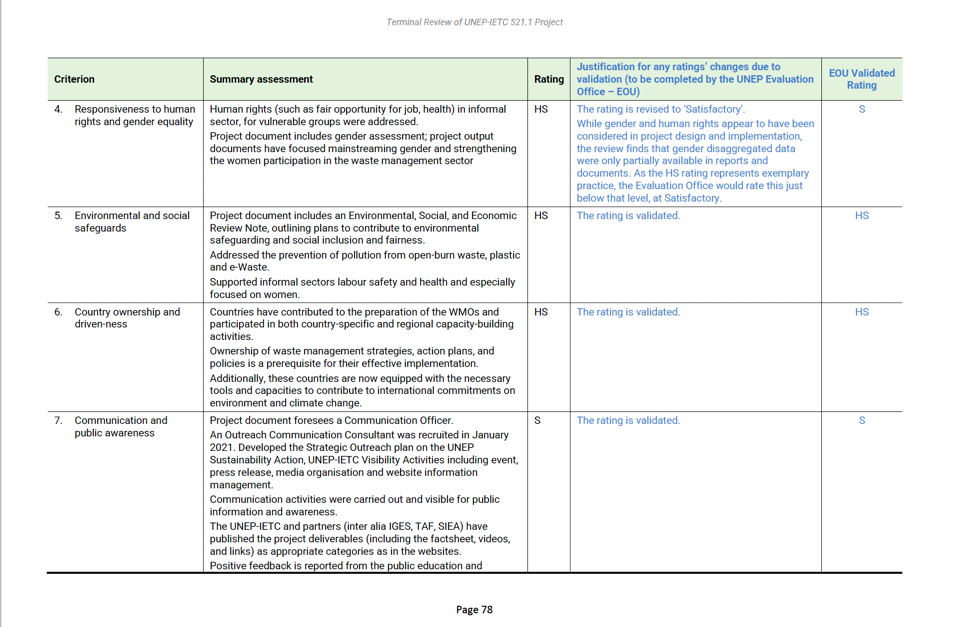 Terminal Review of UNEP-IETC 521.1 Project
Criterion
Summary assessment
Rating
Justification for any ratings' changes due to
validation (to be completed by the UNEP Evaluation
Office – EOU)
EOU Validated
Rating
4. Responsiveness to human
rights and gender equality
Human rights (such as fair opportunity for job, health) in informal
sector, for vulnerable groups were addressed.
Project document includes gender assessment; project output
documents have focused mainstreaming gender and strengthening
the women participation in the waste management sector
HS
The rating is revised to 'Satisfactory'.
While gender and human rights appear to have been
considered in project design and implementation,
the review finds that gender disaggregated data
were only partially available in reports and
documents. As the HS rating represents exemplary
practice, the Evaluation Office would rate this just
below that level, at Satisfactory.
S
5. Environmental and social
safeguards
Project document includes an Environmental, Social, and Economic
Review Note, outlining plans to contribute to environmental
safeguarding and social inclusion and fairness.
Addressed the prevention of pollution from open-burn waste, plastic
and e-Waste.
Supported informal sectors labour safety and health and especially
focused on women.
HS
The rating is validated.
HS
6. Country ownership and
driven-ness
Countries have contributed to the preparation of the WMOs and
participated in both country-specific and regional capacity-building
activities.
Ownership of waste management strategies, action plans, and
policies is a prerequisite for their effective implementation.
Additionally, these countries are now equipped with the necessary
tools and capacities to contribute to international commitments on
environment and climate change.
HS
The rating is validated.
HS
7. Communication and
public awareness
Project document foresees a Communication Officer.
An Outreach Communication Consultant was recruited in January
2021. Developed the Strategic Outreach plan on the UNEP
Sustainability Action, UNEP-IETC Visibility Activities including event,
press release, media organisation and website information
management.
Communication activities were carried out and visible for public
information and awareness.
The UNEP-IETC and partners (inter alia IGES, TAF, SIEA) have
published the project deliverables (including the factsheet, videos,
and links) as appropriate categories as in the websites.
Positive feedback is reported from the public education and
S
The rating is validated.
S
Page 78